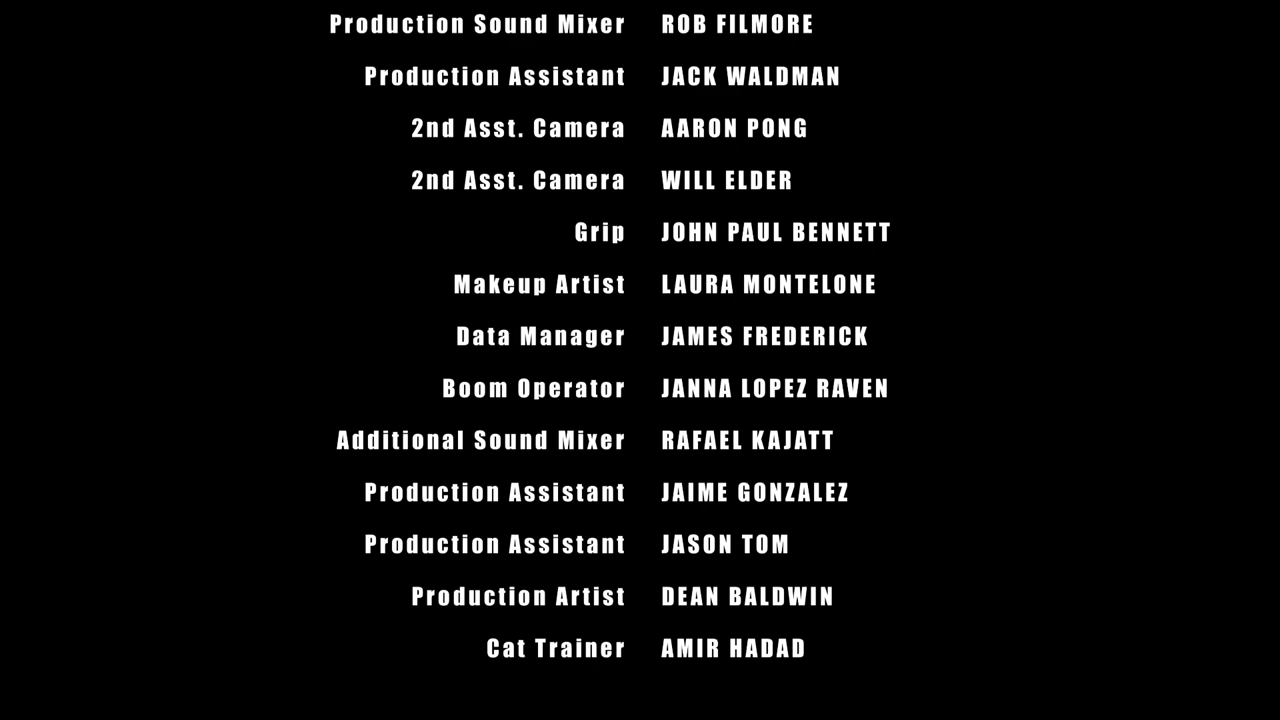 Production Sound Mixer ROB FILMORE
Production Assistant JACK WALDMAN
2nd Asst. Camera AARON PONG
2nd Asst. Camera WILL ELDER
Grip JOHN PAUL BENNETT
Makeup Artist LAURA MONTELONE
Data Manager JAMES FREDERICK
Boom Operator JANNA LOPEZ RAVEN
Additional Sound Mixer RAFAEL KAJATT
Production Assistant JAIME GONZALEZ
Production Assistant JASON TOM
Production Artist DEAN BALDWIN
Cat Trainer AMIR HADAD